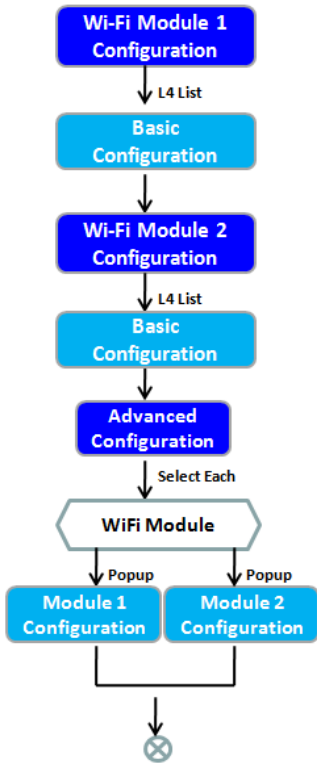 Wi-Fi Module 1
Configuration
L4 List
Basic
Configuration
Wi-Fi Module 2
Configuration
L4 List
Basic
Configuration
Advanced
Configuration
Select Each
WiFi Module
Popup
Popup
Module 1
Configuration
Module 2
Configuration